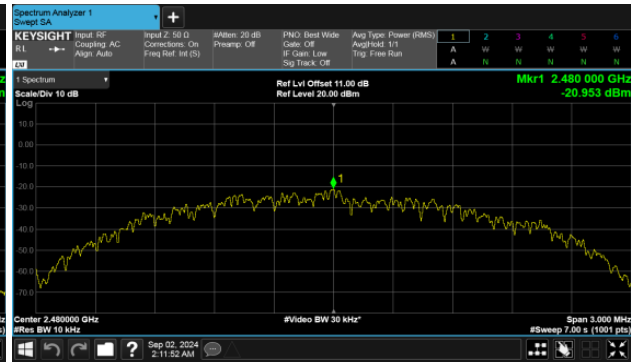 Spectrum Analyzer 1
Swept SA
+
KEYSIGHT
RL
LXI
Input: RF
Coupling: AC
Align: Auto
Input Z: 50 Ω
Corrections: On
Freq Ref: Int (S)
#Atten: 20 dB
Preamp: Off
PNO: Best Wide
Gate: Off
IF Gain: Low
Sig Track: Off
Avg Type: Power (RMS)
Avg|Hold: 1/1
Trig: Free Run
1 2 3 4 5 6
A W W W W W
A N N N N N
1 Spectrum
Scale/Div 10 dB
Log
Ref Lvl Offset 11.00 dB
Ref Level 20.00 dBm
Mkr1 2.480 000 GHz
-20.953 dBm
10.0
0.00
-10.0
-20.0
-30.0
-40.0
-50.0
-60.0
-70.0
1
Center 2.480000 GHz
#Res BW 10 kHz
#Video BW 30 kHz*
Span 3.000 MHz
#Sweep 7.00 s (1001 pts)
?
Sep 02, 2024
2:11:52 AM